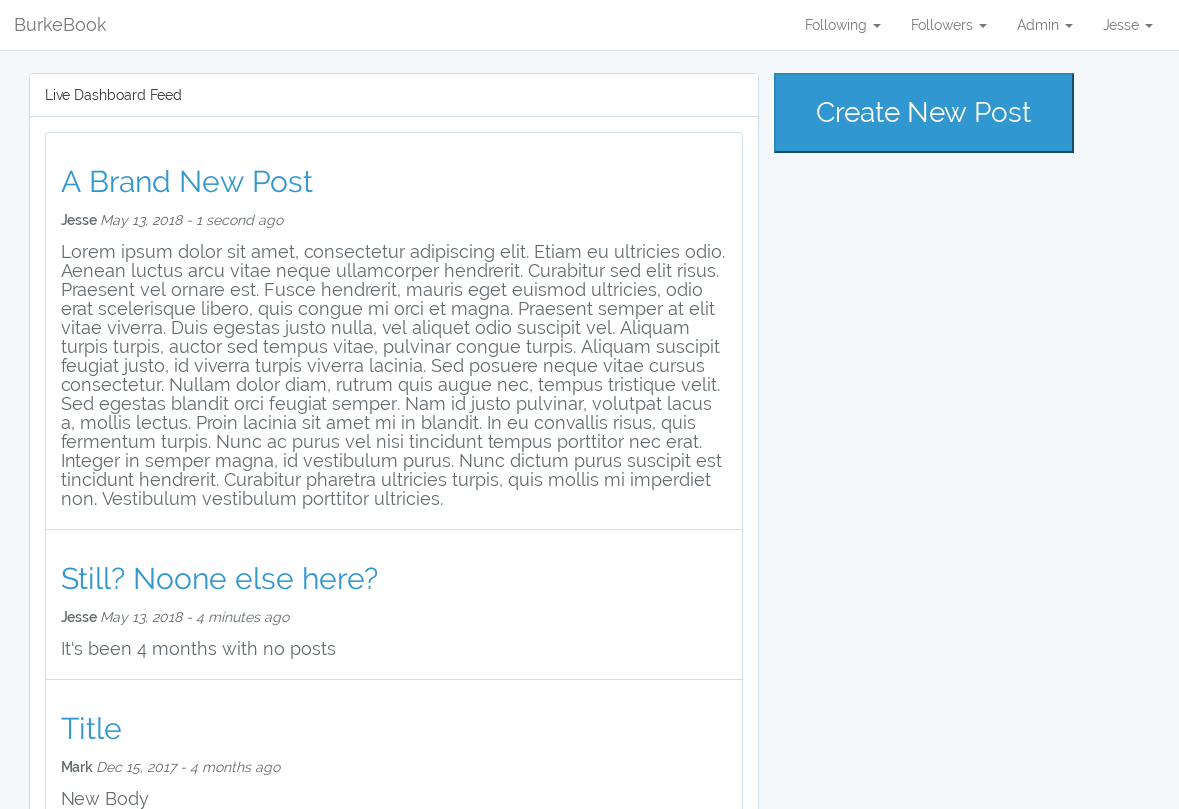 BurkeBook
Following
Followers
Admin
Jesse
Live Dashboard Feed
Create New Post
A Brand New Post
Jesse May 13, 2018 - 1 second ago
Lorem ipsum dolor sit amet, consectetur adipiscing elit. Etiam eu ultricies odio.
Aenean luctus arcu vitae neque ullamcorper hendrerit. Curabitur sed elit risus.
Praesent vel ornare est. Fusce hendrerit, mauris eget euismod ultricies, odio
erat scelerisque libero, quis congue mi orci et magna. Praesent semper at elit
vitae viverra. Duis egestas justo nulla, vel aliquet odio suscipit vel. Aliquam
turpis turpis, auctor sed tempus vitae, pulvinar congue turpis. Aliquam suscipit
feugiat justo, id viverra turpis viverra lacinia. Sed posuere neque vitae cursus
consectetur. Nullam dolor diam, rutrum quis augue nec, tempus tristique velit.
Sed egestas blandit orci feugiat semper. Nam id justo pulvinar, volutpat lacus
a, mollis lectus. Proin lacinia sit amet mi in blandit. In eu convallis risus, quis
fermentum turpis. Nunc ac purus vel nisi tincidunt tempus porttitor nec erat.
Integer in semper magna, id vestibulum purus. Nunc dictum purus suscipit est
tincidunt hendrerit. Curabitur pharetra ultricies turpis, quis mollis mi imperdiet
non. Vestibulum vestibulum porttitor ultricies.
Still? Noone else here?
Jesse May 13, 2018 - 4 minutes ago
It's been 4 months with no posts
Title
Mark Dec 15, 2017 - 4 months ago
New Body